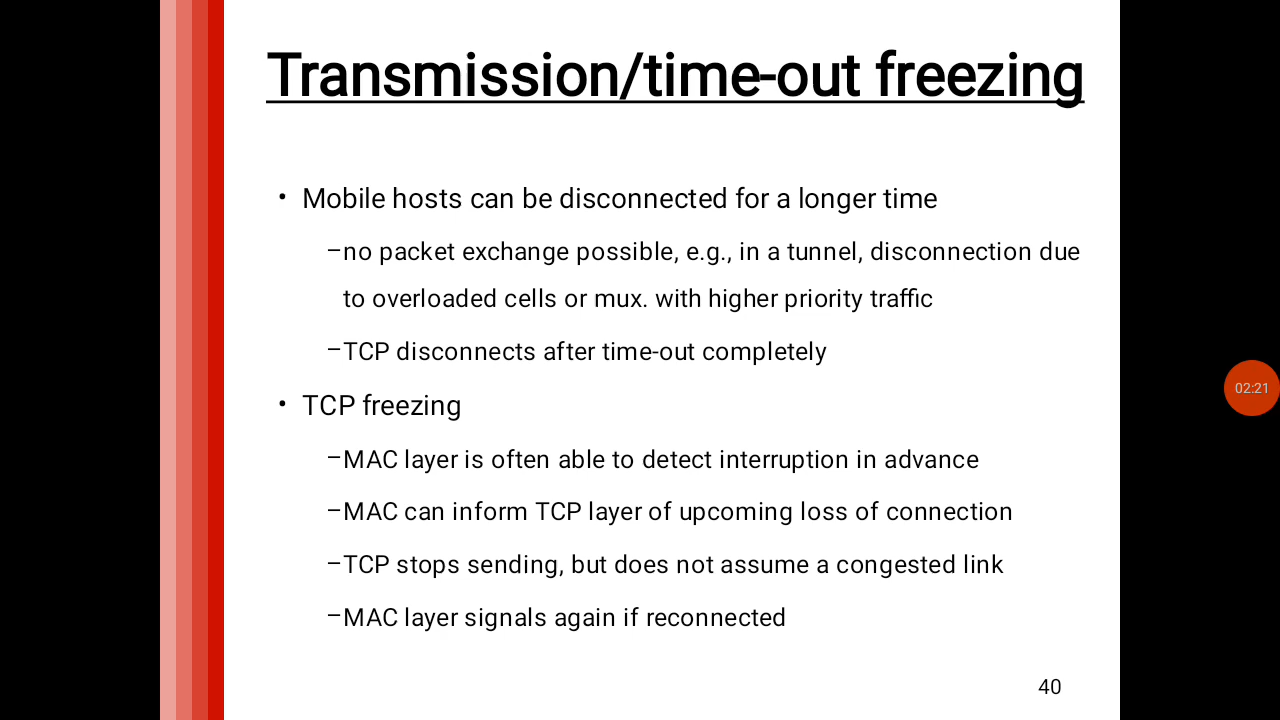 Transmission/time-out freezing
• Mobile hosts can be disconnected for a longer time
–no packet exchange possible, e.g., in a tunnel, disconnection due
to overloaded cells or mux. with higher priority traffic
–TCP disconnects after time-out completely
• TCP freezing
–MAC layer is often able to detect interruption in advance
–MAC can inform TCP layer of upcoming loss of connection
–TCP stops sending, but does not assume a congested link
–MAC layer signals again if reconnected
40
02:21